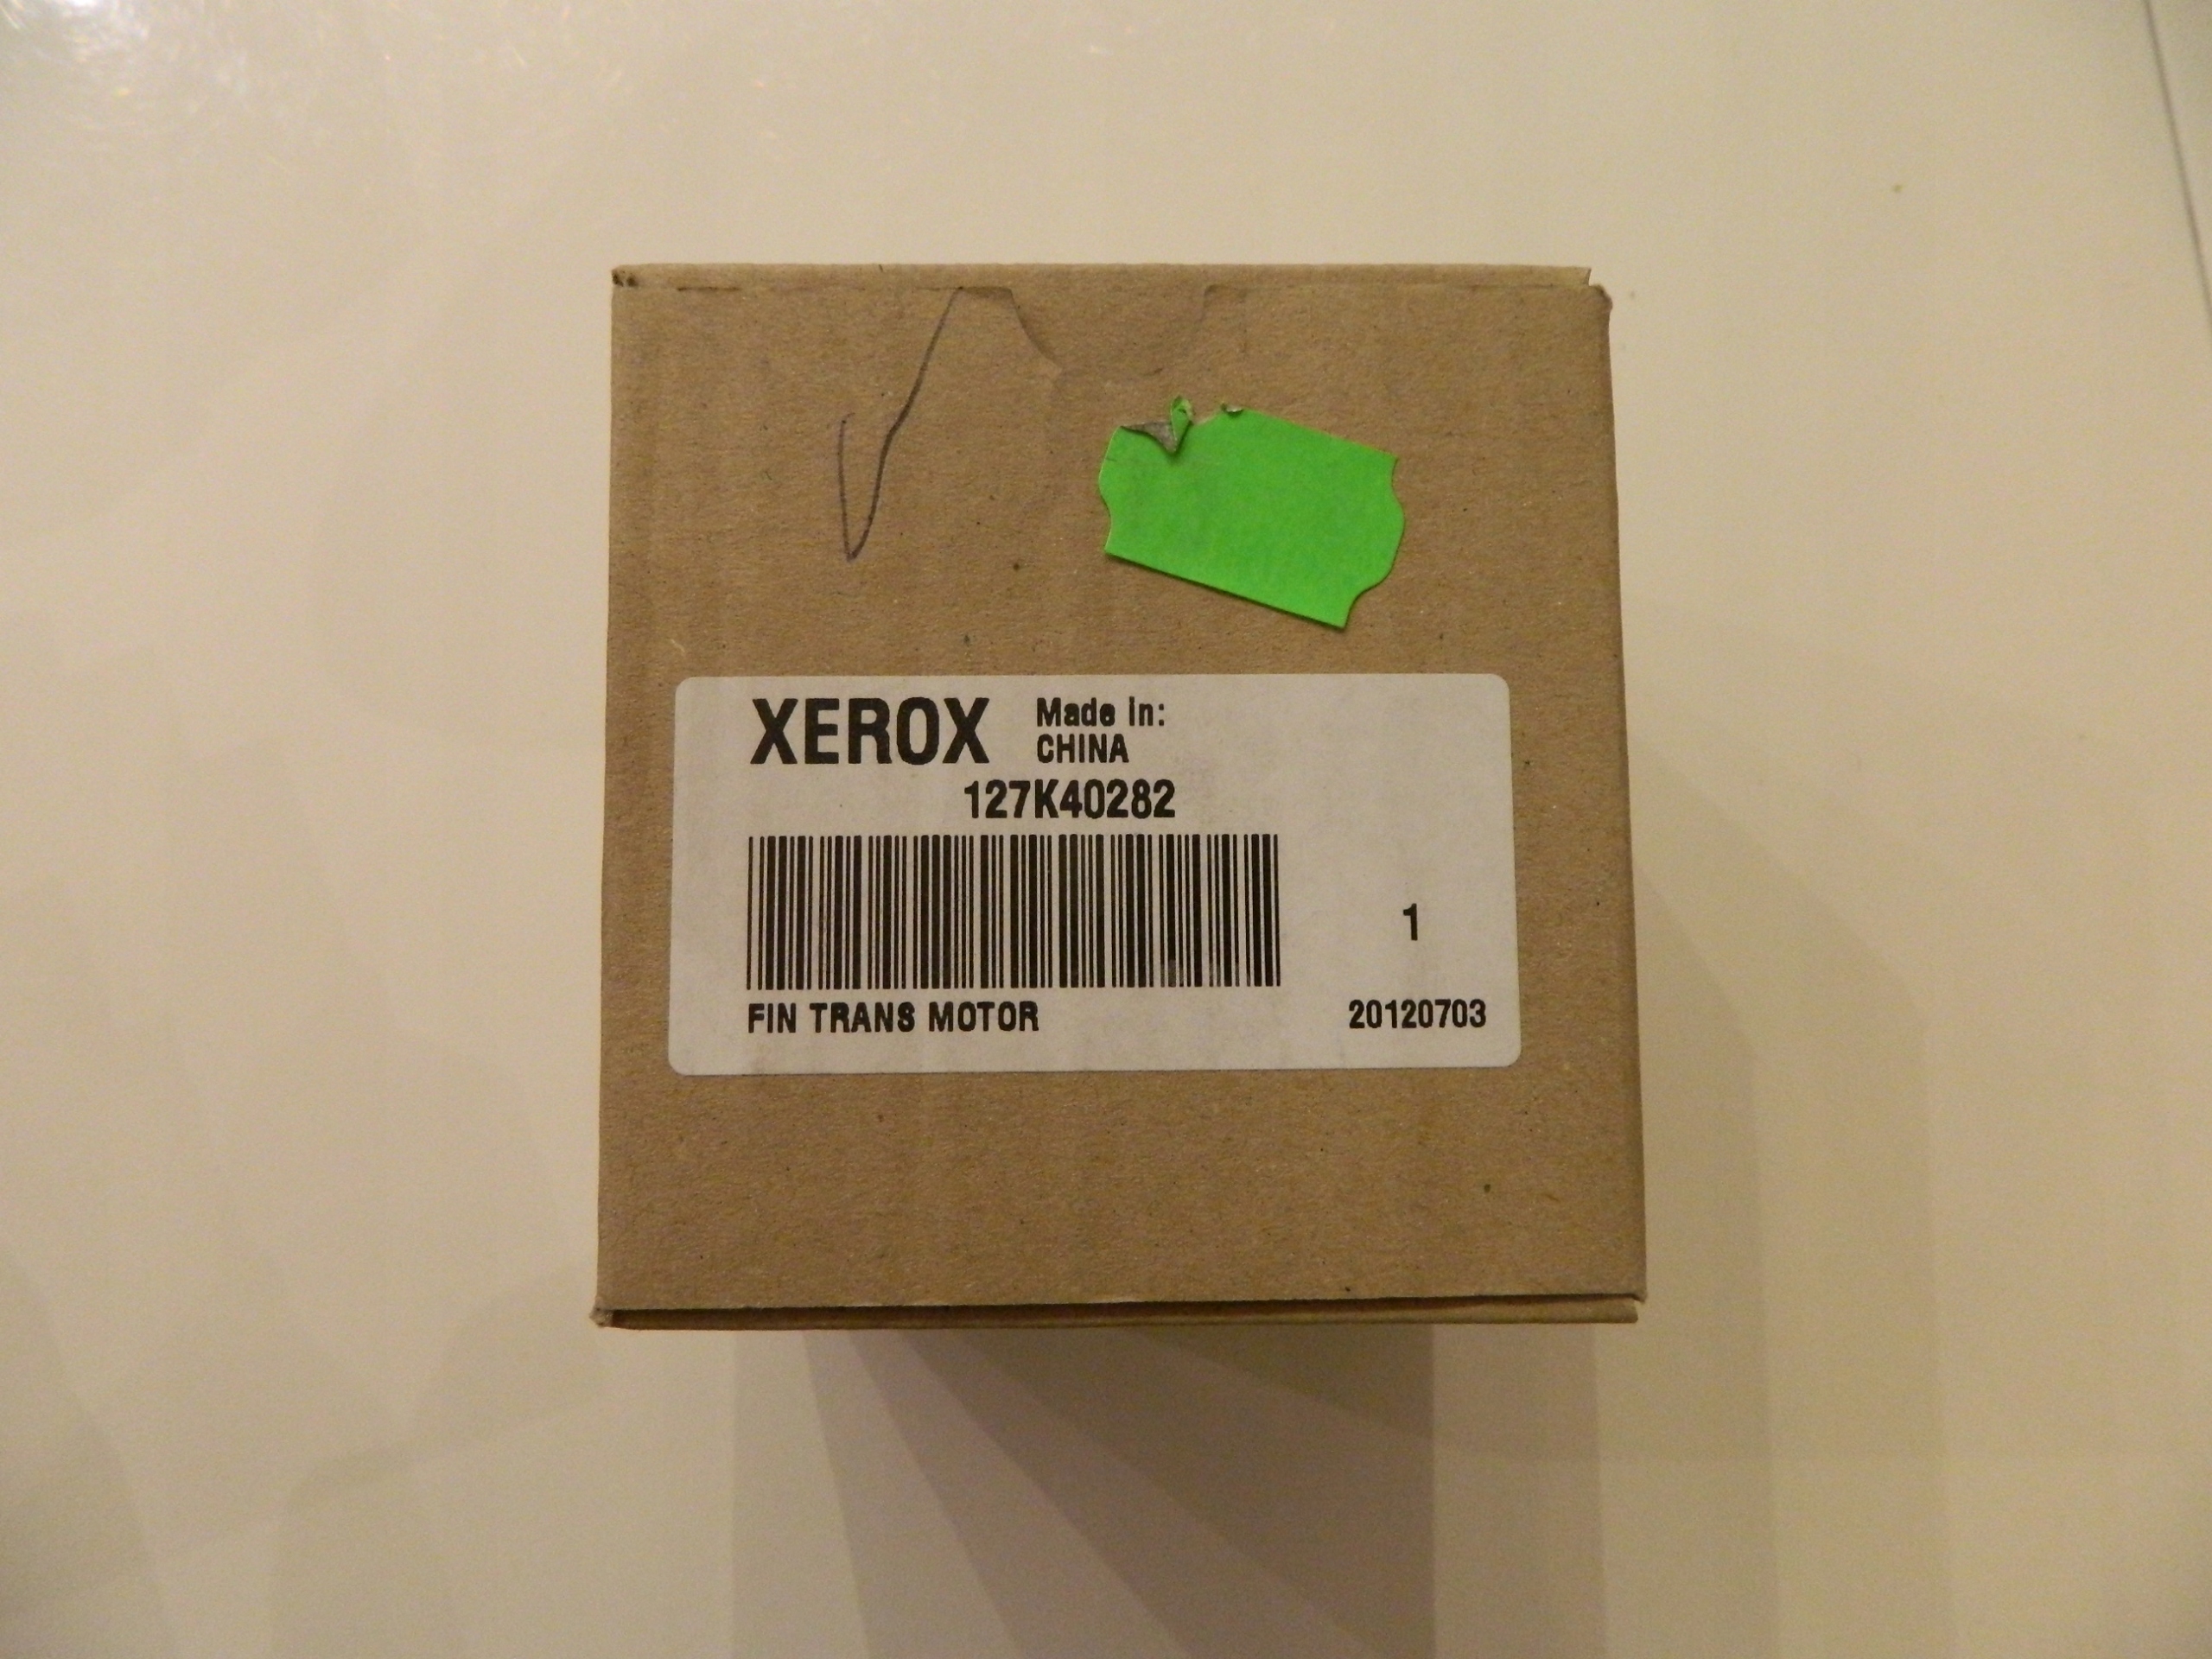 XEROX Made in:
CHINA
127K40282
1
FIN TRANS MOTOR 20120703